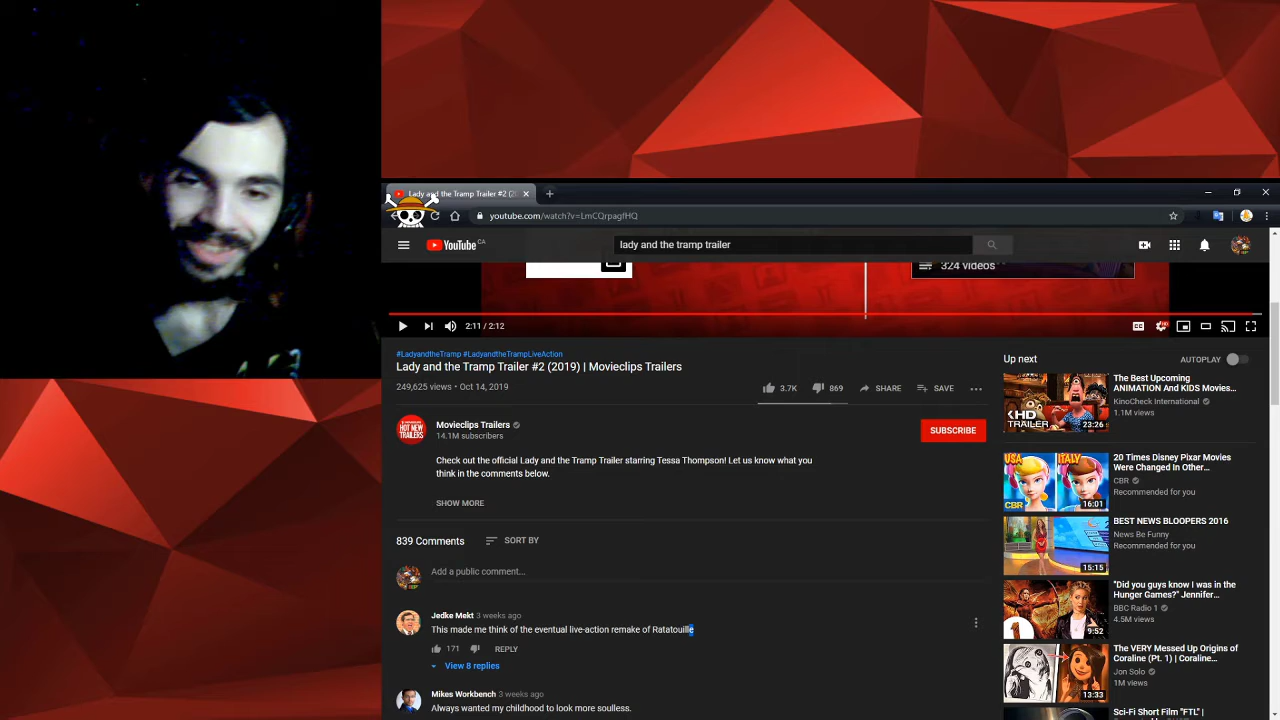 Lady and the Tramp Trailer #2 (2
youtube.com/watch?v=LmCQrpagfHQ
YouTube CA
lady and the tramp trailer
324 videos
2:11 / 2:12
#LadyandtheTramp #LadyandtheTrampLiveAction
Lady and the Tramp Trailer #2 (2019) | Movieclips Trailers
249,625 views • Oct 14, 2019
3.7K
869
SHARE
SAVE
HOT NEW
TRAILERS
Movieclips Trailers
14.1M subscribers
SUBSCRIBE
Check out the official Lady and the Tramp Trailer starring Tessa Thompson! Let us know what you
think in the comments below.
SHOW MORE
839 Comments
SORT BY
Add a public comment...
Jedke Mekt 3 weeks ago
This made me think of the eventual live-action remake of Ratatouille
171
REPLY
View 8 replies
Mikes Workbench 3 weeks ago
Always wanted my childhood to look more soulless.
Up next
AUTOPLAY
HD
TRAILER
23:26
The Best Upcoming
ANIMATION And KIDS Movies...
KinoCheck International
1.1M views
USA
ITALY
CBR
16:01
20 Times Disney Pixar Movies
Were Changed In Other...
CBR
Recommended for you
15:15
BEST NEWS BLOOPERS 2016
News Be Funny
Recommended for you
1
9:52
"Did you guys know I was in the
Hunger Games?" Jennifer...
BBC Radio 1
4.5M views
13:33
The VERY Messed Up Origins of
Coraline (Pt. 1) | Coraline...
Jon Solo
1M views
Sci-Fi Short Film "FTL" |